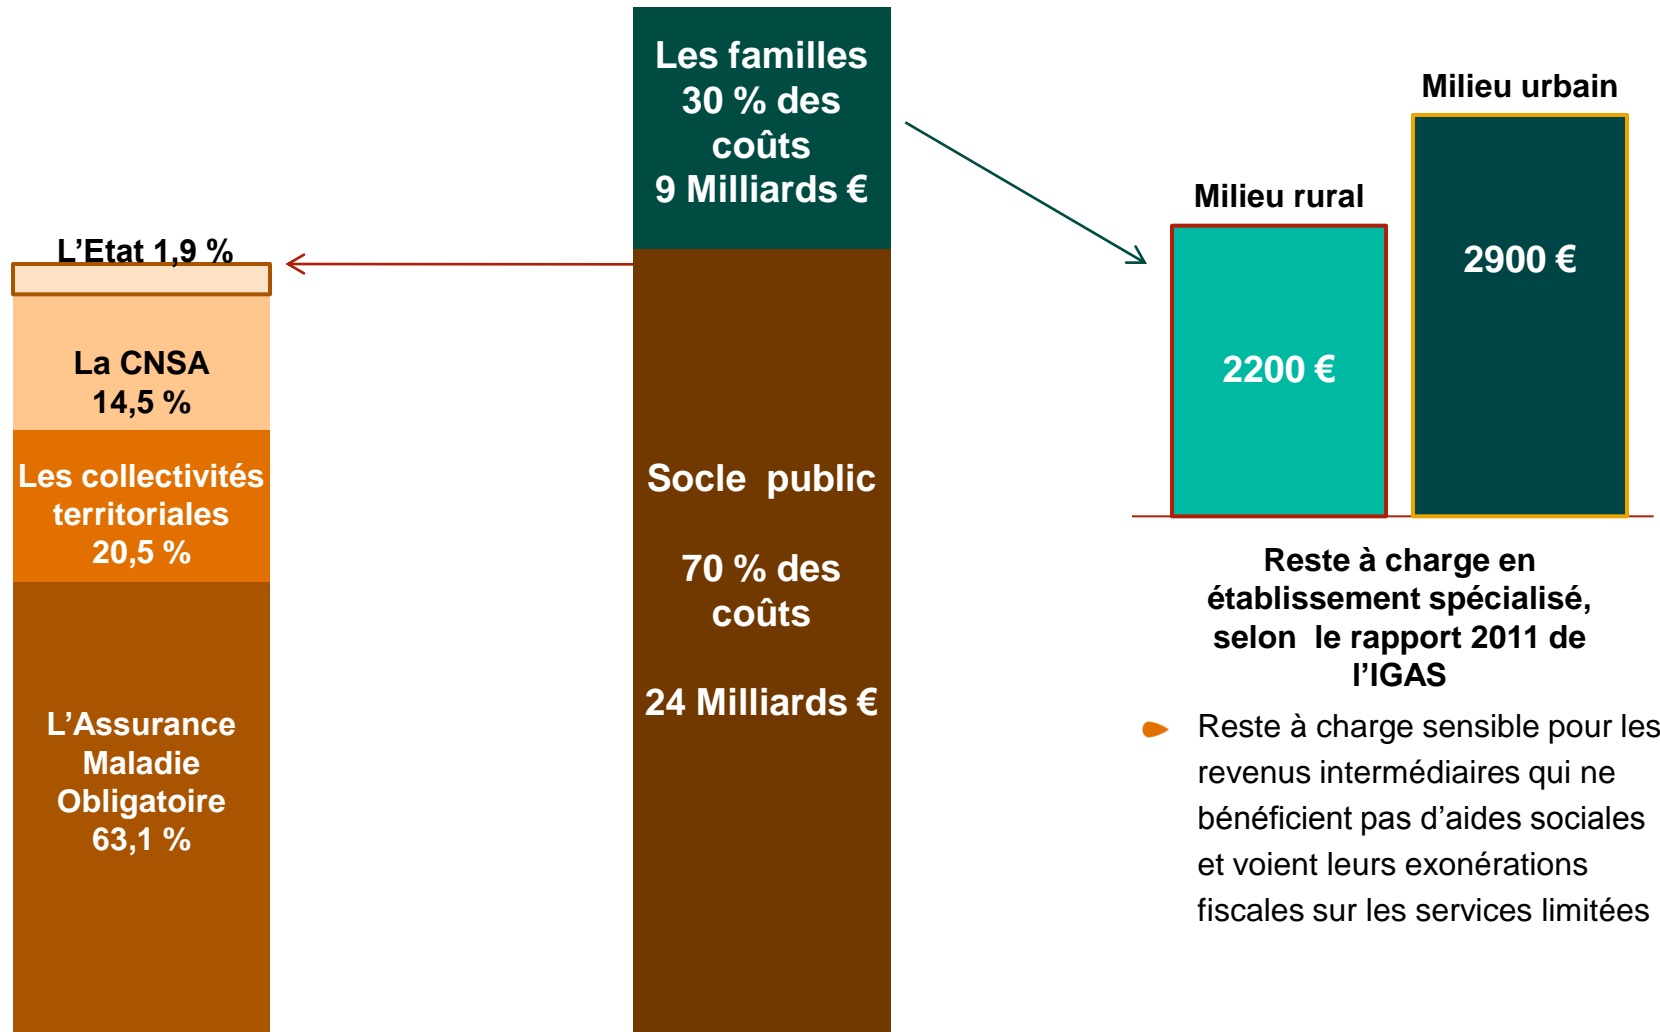 L’Etat 1,9 %
La CNSA
14,5 %
Les collectivités
territoriales
20,5 %
L’Assurance
Maladie
Obligatoire
63,1 %
Les familles
30 % des
coûts
9 Milliards €
Socle public
70 % des
coûts
24 Milliards €
Milieu urbain
Milieu rural
2900 €
2200 €
Reste à charge en
établissement spécialisé,
selon le rapport 2011 de
l’IGAS
Reste à charge sensible pour les
revenus intermédiaires qui ne
bénéficient pas d’aides sociales
et voient leurs exonérations
fiscales sur les services limitées